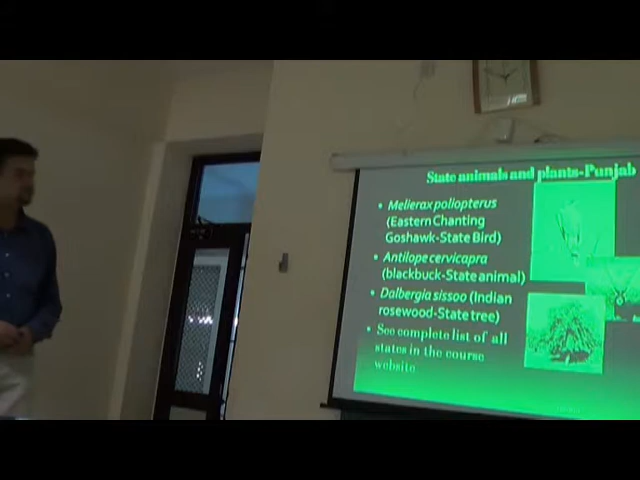 State animals and plants-Punjab
• Melierax poliopterus
(Eastern Chanting
Goshawk-State Bird)
• Antilope cervicapra
(blackbuck-State animal)
• Dalbergia sissoo (Indian
rosewood-State tree)
• See complete list of all
states in the course
website